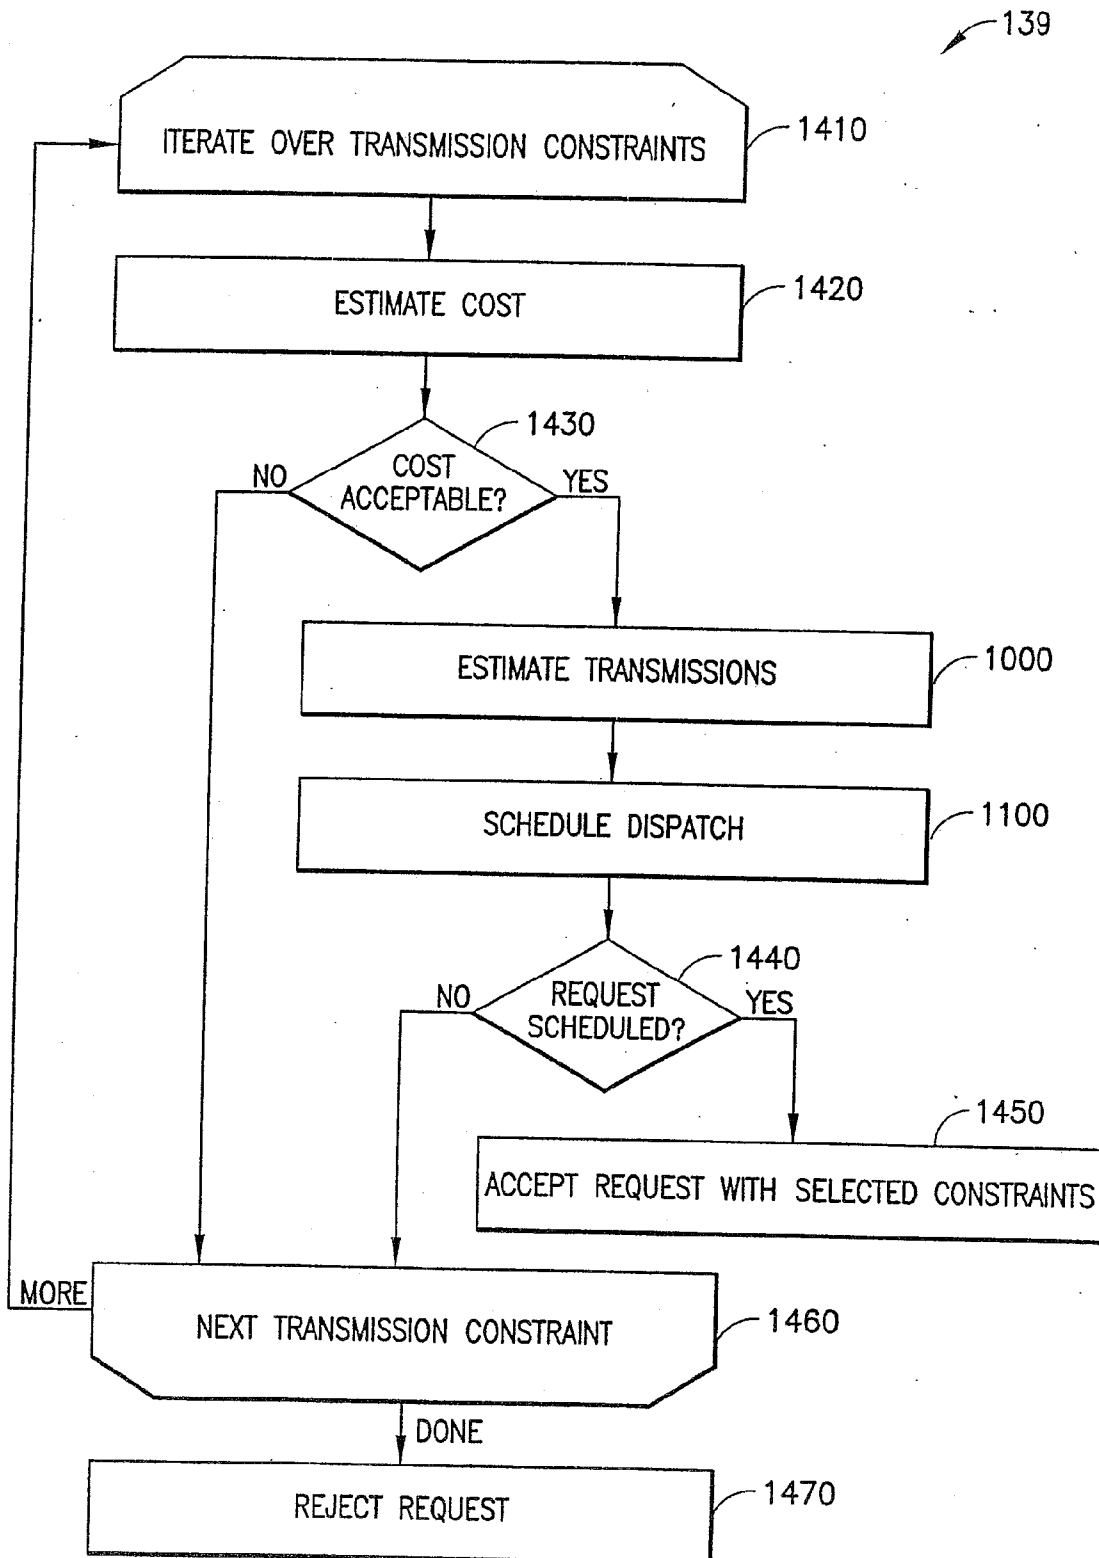 139
ITERATE OVER TRANSMISSION CONSTRAINTS
1410
ESTIMATE COST
1420
1430
COST
ACCEPTABLE?
NO
YES
ESTIMATE TRANSMISSIONS
1000
SCHEDULE DISPATCH
1100
1440
REQUEST
SCHEDULED?
NO
YES
1450
ACCEPT REQUEST WITH SELECTED CONSTRAINTS
MORE
NEXT TRANSMISSION CONSTRAINT
1460
DONE
REJECT REQUEST
1470